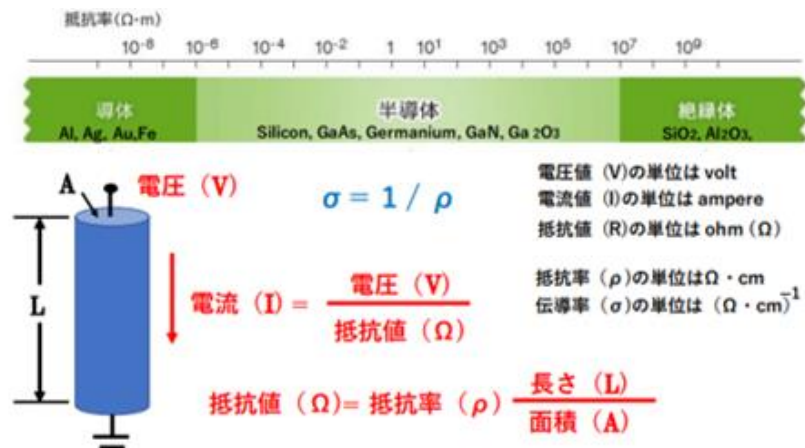 抵抗率(Ω・m)
10⁻⁸ 10⁻⁶ 10⁻⁴ 10⁻² 1 10¹ 10³ 10⁵ 10⁷ 10⁹
導体 半導体 絶縁体
Al, Ag, Au,Fe Silicon, GaAs, Germanium, GaN, Ga 2O3 SiO2, Al2O3,
A 電圧（V）
σ = 1 / ρ
電圧値（V）の単位は volt
電流値（I）の単位は ampere
抵抗値（R）の単位は ohm（Ω）
抵抗率（ρ）の単位はΩ・cm
伝導率（σ）の単位は（Ω・cm）⁻¹
L
電流（I）= 電圧（V）
抵抗値（Ω）
抵抗値（Ω）= 抵抗率（ρ） 長さ（L）
面積（A）